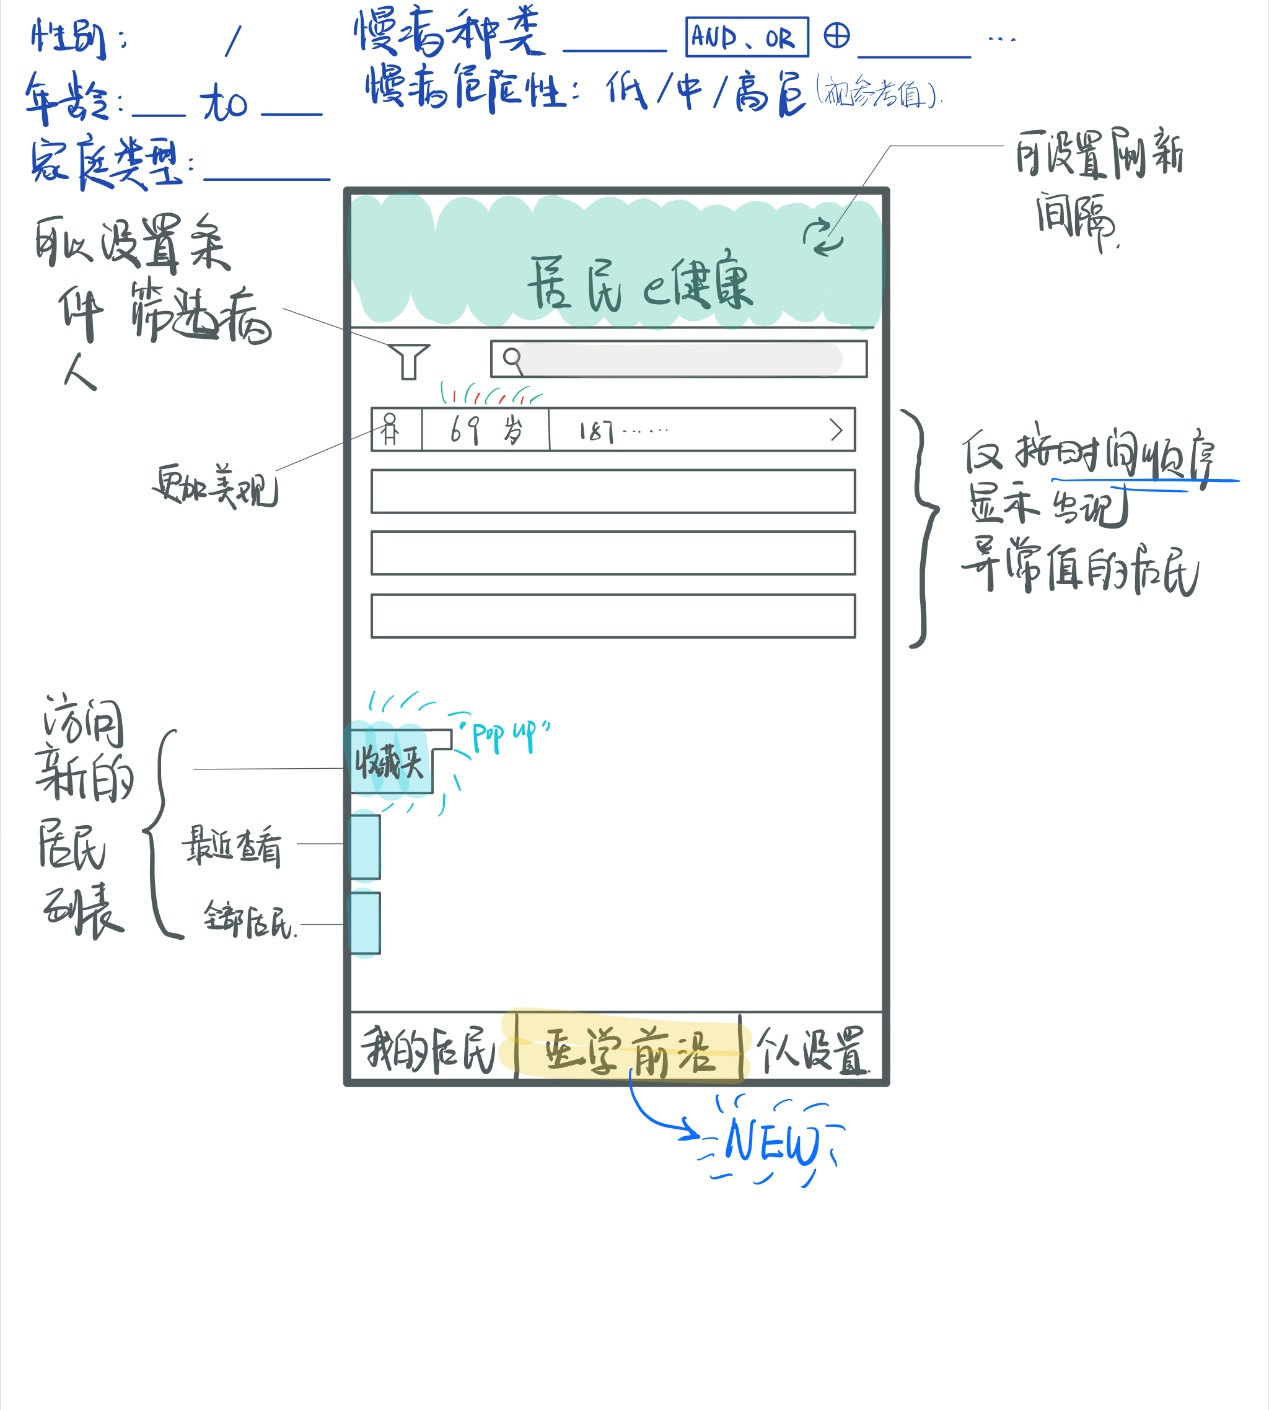 性别： /
年龄：___ to ___
家庭类型：___
慢病种类 ___ AND、OR ⊕ ___ …
慢病危险性：低/中/高危（视参考值）.
可设置刷新
间隔.
可以设置条
件 筛选病
人
居民 e健康
69 岁 187……
更加美观
仅按时间顺序
显示出现
异常值的居民
访问
新的
居民
列表
收藏夹
"Pop up"
最近查看
全部居民.
我的居民 医学前沿 个人设置.
NEW